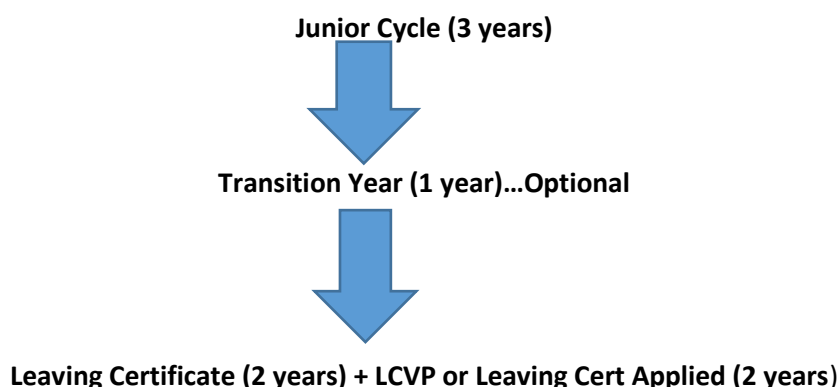 Junior Cycle (3 years)
Transition Year (1 year)...Optional
Leaving Certificate (2 years) + LCVP or Leaving Cert Applied (2 years)